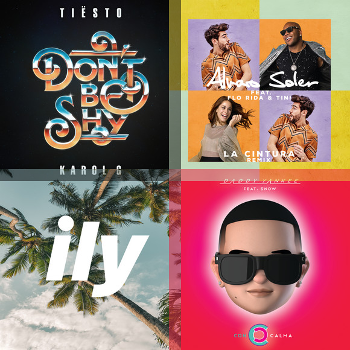 TIËSTO
DON'T
BE
SHY
KAROL G
Alvaro Soler
FEAT.
FLO RIDA & TINI
LA CINTURA
REMIX
ily
DADDY YANKEE
FEAT. SNOW
CON
CALMA